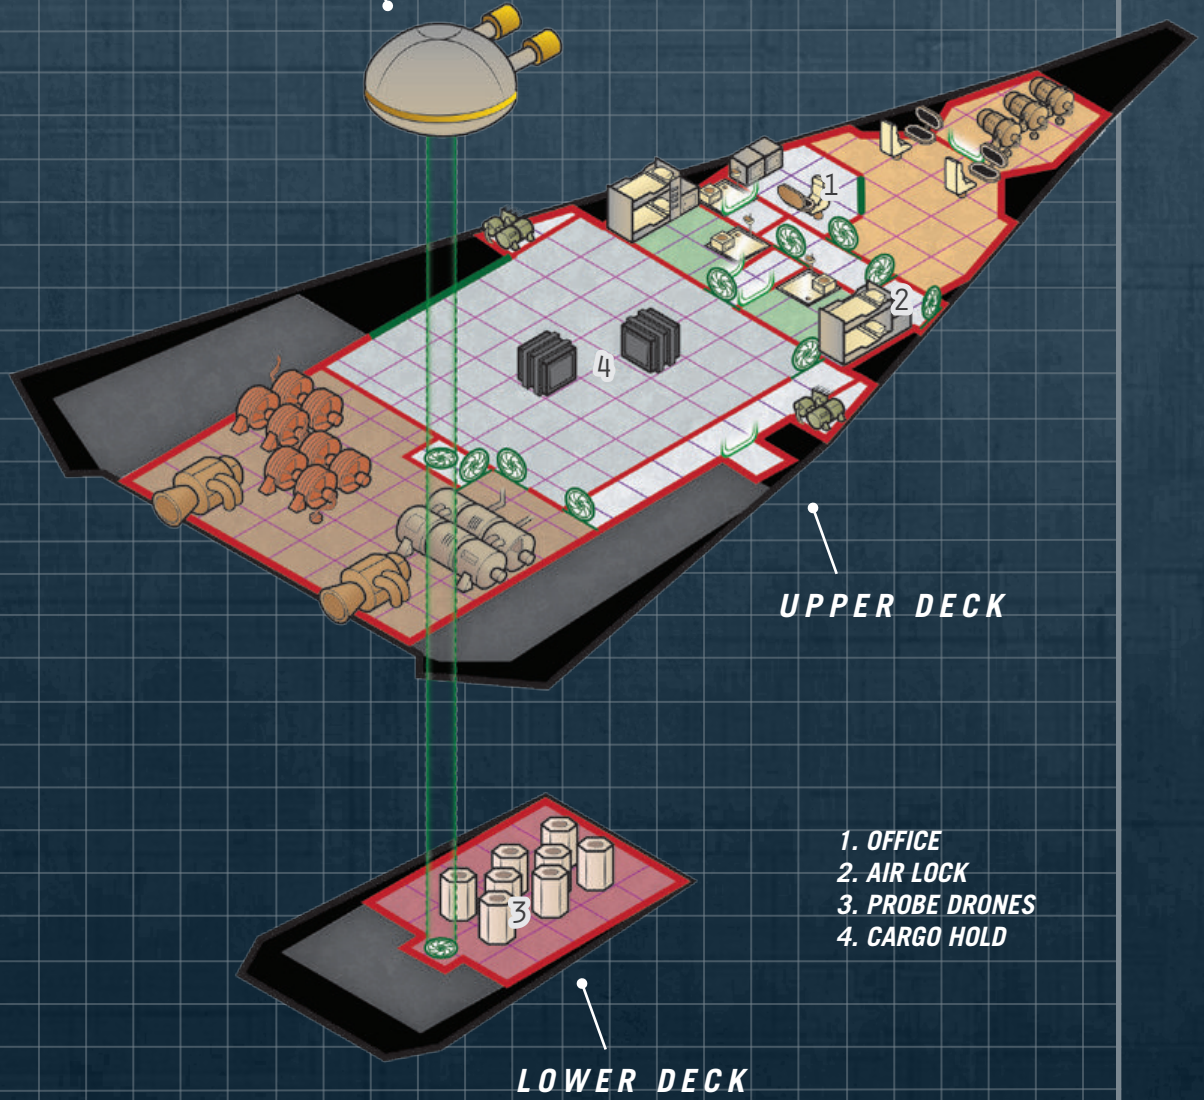 1
2
4
UPPER DECK
3
1. OFFICE
2. AIR LOCK
3. PROBE DRONES
4. CARGO HOLD
LOWER DECK